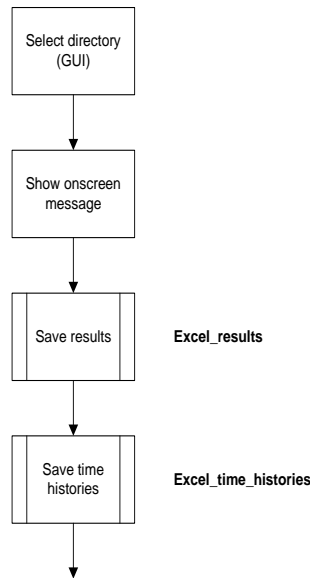 Select directory
(GUI)
Show onscreen
message
Save results
Excel_results
Save time
histories
Excel_time_histories